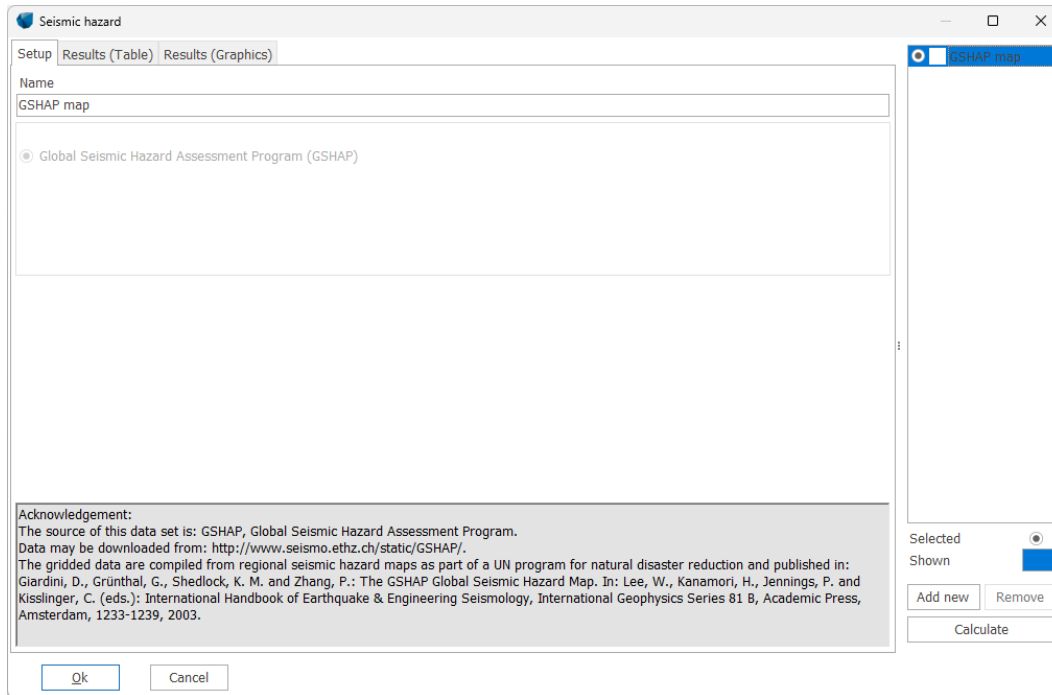 Seismic hazard
Setup Results (Table) Results (Graphics)
Name
GSHAP map
Global Seismic Hazard Assessment Program (GSHAP)
Acknowledgement:
The source of this data set is: GSHAP, Global Seismic Hazard Assessment Program.
Data may be downloaded from: http://www.seismo.ethz.ch/static/GSHAP/.
The gridded data are compiled from regional seismic hazard maps as part of a UN program for natural disaster reduction and published in:
Giardini, D., Grünthal, G., Shedlock, K. M. and Zhang, P.: The GSHAP Global Seismic Hazard Map. In: Lee, W., Kanamori, H., Jennings, P. and
Kisslinger, C. (eds.): International Handbook of Earthquake & Engineering Seismology, International Geophysics Series 81 B, Academic Press,
Amsterdam, 1233-1239, 2003.
Ok Cancel
GSHAP map
Selected
Shown
Add new Remove
Calculate